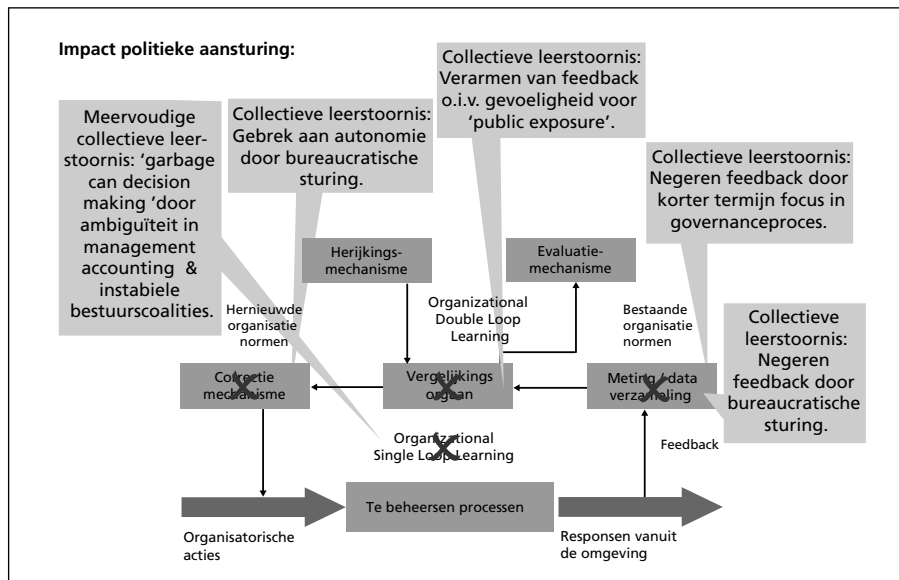 Impact politieke aansturing:
Meervoudige
collectieve leer-
stoornis: ‘garbage
can decision
making ‘door
ambiguïteit in
management
accounting &
instabiele
bestuurscoalities.
Collectieve leerstoornis:
Gebrek aan autonomie
door bureaucratische
sturing.
Collectieve leerstoornis:
Verarmen van feedback
o.i.v. gevoeligheid voor
‘public exposure’.
Collectieve leerstoornis:
Negeren feedback door
korter termijn focus in
governanceproces.
Collectieve
leerstoornis:
Negeren
feedback door
bureaucratische
sturing.
Herijkings-
mechanisme
Evaluatie-
mechanisme
Hernieuwde
organisatie
normen
Organizational
Double Loop
Learning
Bestaande
organisatie
normen
Correctie
mechanisme
Vergelijkings
orgaan
Meting / data
verzameling
Organizational
Single Loop Learning
Feedback
Te beheersen processen
Organisatorische
acties
Responsen vanuit
de omgeving